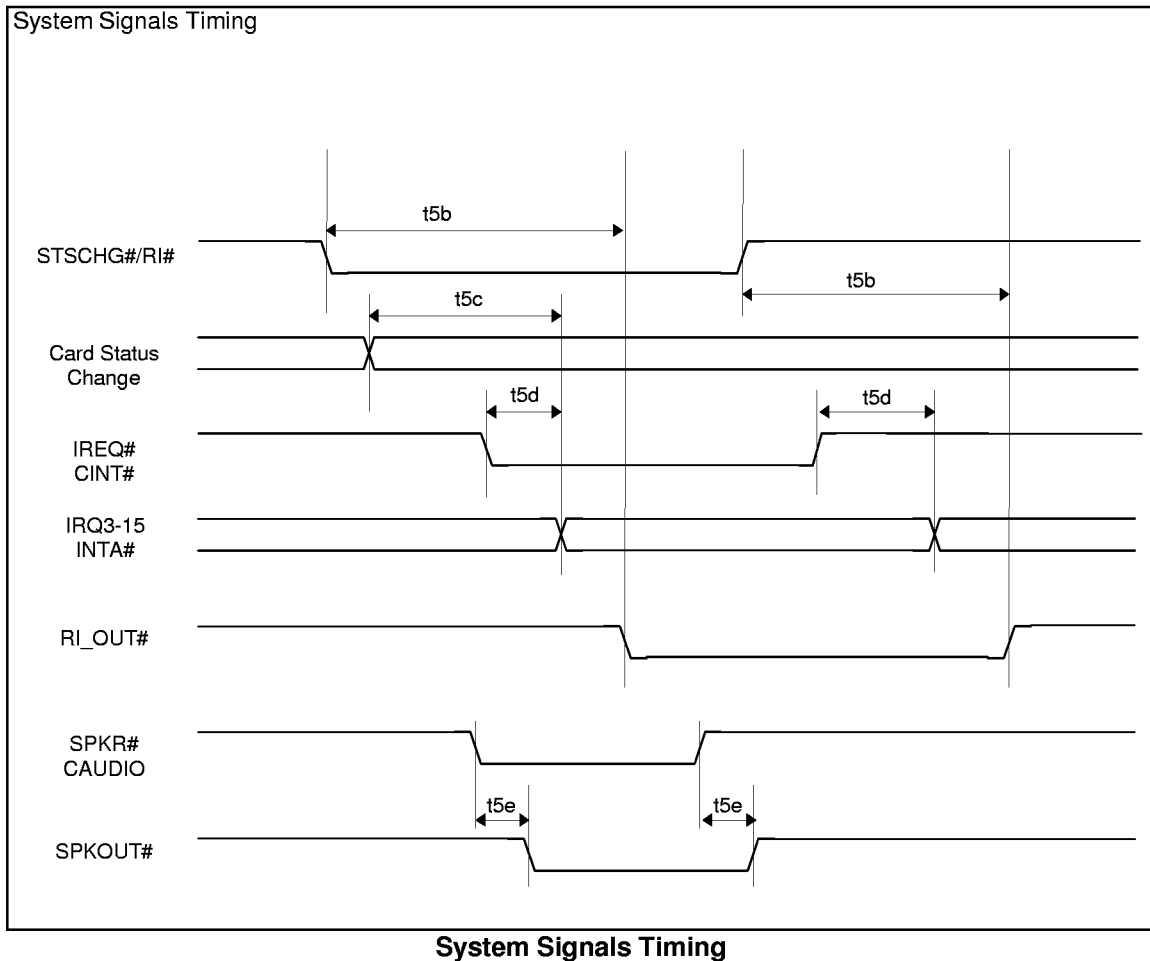 System Signals Timing
t5b
STSCHG#/RI#
t5b
t5c
Card Status
Change
t5d
t5d
IREQ#
CINT#
IRQ3-15
INTA#
RI_OUT#
SPKR#
CAUDIO
t5e
t5e
SPKOUT#
System Signals Timing